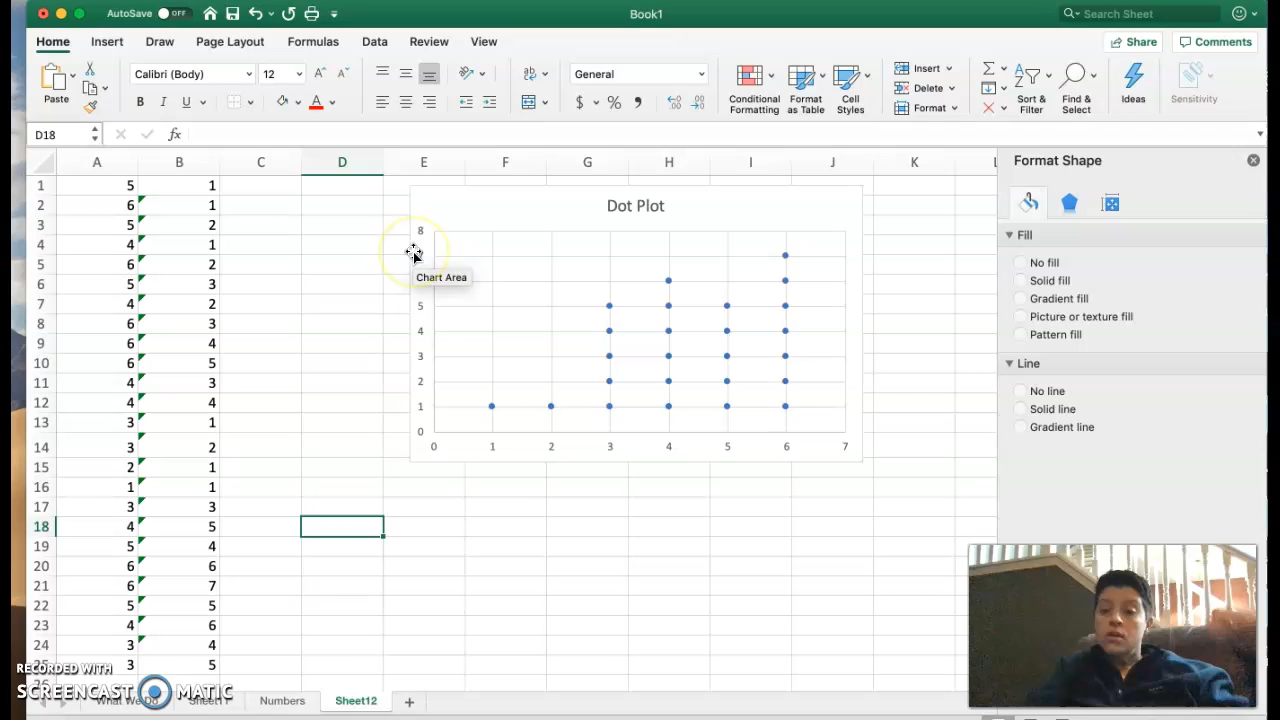 AutoSave OFF
Book1
Search Sheet
Home Insert Draw Page Layout Formulas Data Review View
Share Comments
Paste
Calibri (Body) 12
B I U
General
$ %
Conditional Formatting
Format as Table
Cell Styles
Insert
Delete
Format
Sort & Filter
Find & Select
Ideas
Sensitivity
D18 fx
A B C D E F G H I J K L
1 5 1
2 6 1
3 5 2
4 4 1
5 6 2
6 5 3
7 4 2
8 6 3
9 6 4
10 6 5
11 4 3
12 4 4
13 3 1
14 3 2
15 2 1
16 1 1
17 3 3
18 4 5
19 5 4
20 6 6
21 6 7
22 5 5
23 4 6
24 3 4
25 3 5
26
Dot Plot
8
5
4
3
2
1
0
0 1 2 3 4 5 6 7
Chart Area
Format Shape
Fill
No fill
Solid fill
Gradient fill
Picture or texture fill
Pattern fill
Line
No line
Solid line
Gradient line
RECORDED WITH
SCREENCAST MATIC
What We Do Sheet11 Numbers Sheet12 +